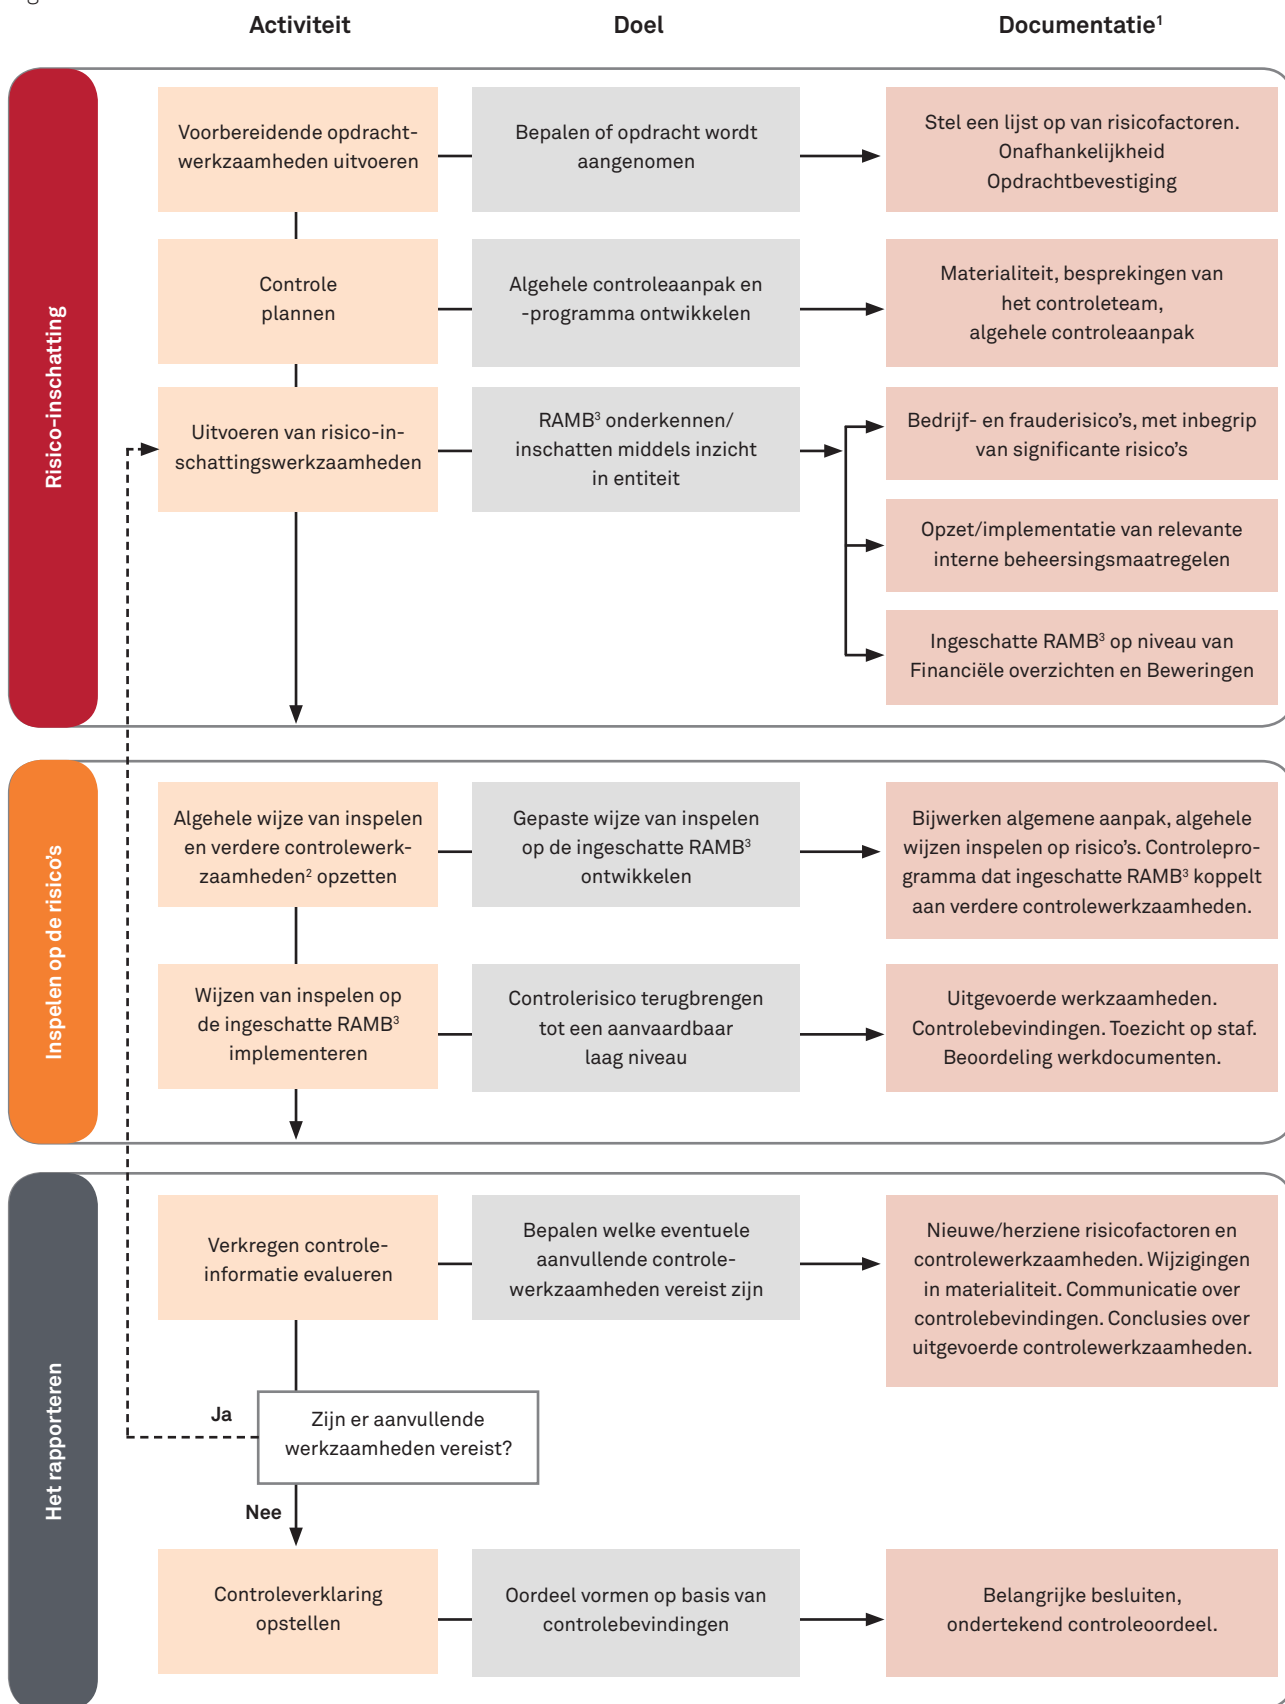 Activiteit
Doel
Documentatie¹
Risico-inschatting
Voorbereidende opdracht-
werkzaamheden uitvoeren
Bepalen of opdracht wordt
aangenomen
Stel een lijst op van risicofactoren.
Onafhankelijkheid
Opdrachtbevestiging
Controle
plannen
Algehele controleaanpak en
-programma ontwikkelen
Materialiteit, besprekingen van
het controleteam,
algehele controleaanpak
Uitvoeren van risico-in-
schattingswerkzaamheden
RAMB³ onderkennen/
inschatten middels inzicht
in entiteit
Bedrijf- en frauderisico’s, met inbegrip
van significante risico’s
Opzet/implementatie van relevante
interne beheersingsmaatregelen
Ingeschatte RAMB³ op niveau van
Financiële overzichten en Beweringen
Inspelen op de risico’s
Algehele wijze van inspelen
en verdere controlewerk-
zaamheden² opzetten
Gepaste wijze van inspelen
op de ingeschatte RAMB³
ontwikkelen
Bijwerken algemene aanpak, algehele
wijzen inspelen op risico’s. Controlepro-
gramma dat ingeschatte RAMB³ koppelt
aan verdere controlewerkzaamheden.
Wijzen van inspelen op
de ingeschatte RAMB³
implementeren
Controlerisico terugbrengen
tot een aanvaardbaar
laag niveau
Uitgevoerde werkzaamheden.
Controlebevindingen. Toezicht op staf.
Beoordeling werkdocumenten.
Het rapporteren
Verkregen controle-
informatie evalueren
Bepalen welke eventuele
aanvullende controle-
werkzaamheden vereist zijn
Nieuwe/herziene risicofactoren en
controlewerkzaamheden. Wijzigingen
in materialiteit. Communicatie over
controlebevindingen. Conclusies over
uitgevoerde controlewerkzaamheden.
Ja
Zijn er aanvullende
werkzaamheden vereist?
Nee
Controleverklaring
opstellen
Oordeel vormen op basis van
controlebevindingen
Belangrijke besluiten,
ondertekend controleoordeel.